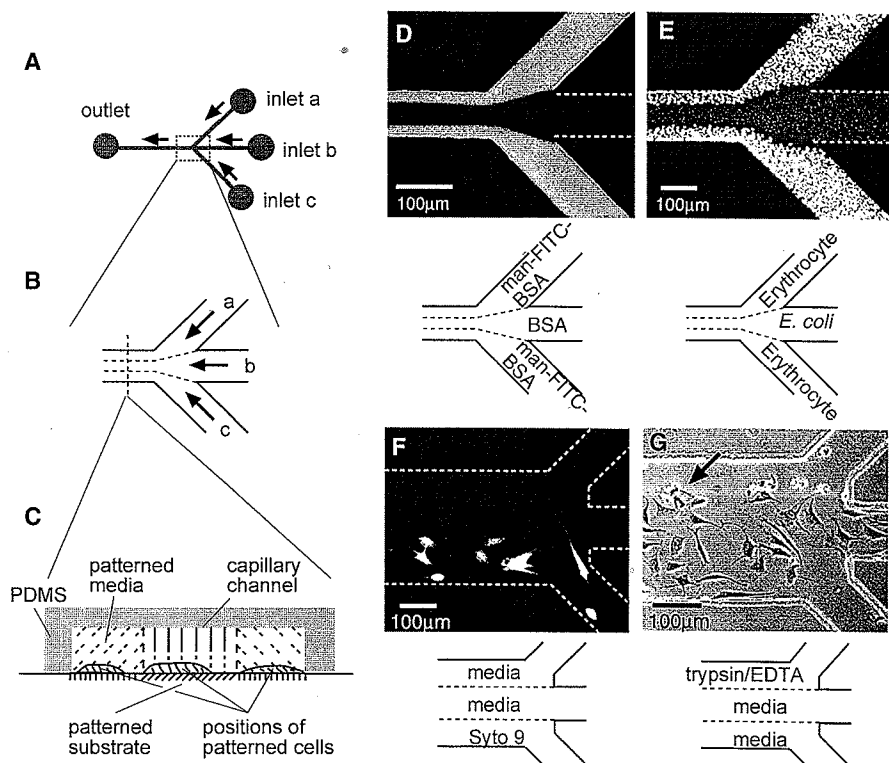 A
outlet
inlet a
inlet b
inlet c
B
a
b
c
C
PDMS
patterned media
capillary channel
patterned substrate
positions of patterned cells
D
100μm
man-FITC-
BSA
BSA
man-FITC-
BSA
E
100μm
Erythrocyte
E. coli
Erythrocyte
F
100μm
media
media
Syto 9
G
100μm
trypsin/EDTA
media
media